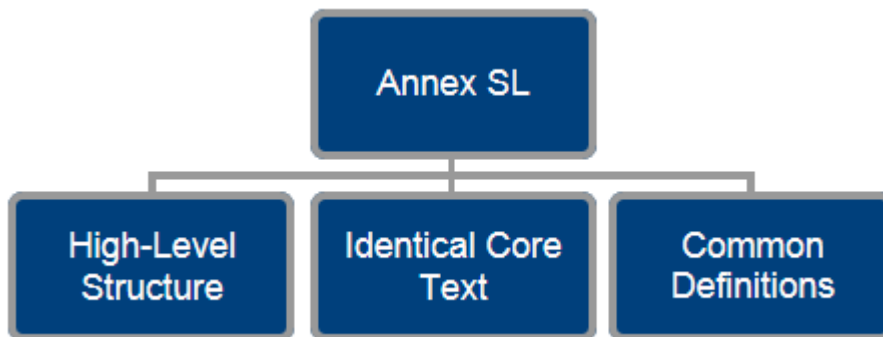 Annex SL
High-Level
Structure
Identical Core
Text
Common
Definitions